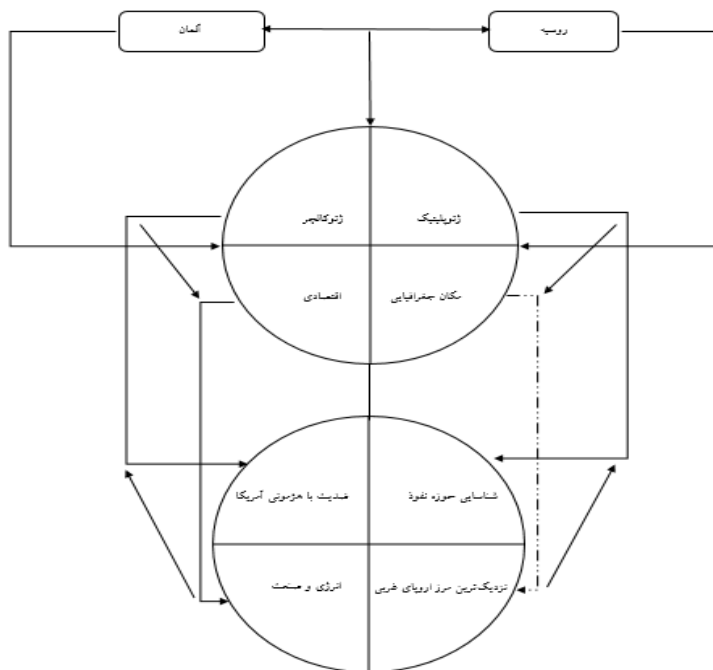 روسیه
آلمان
ژئوپلیتیک
ژئوکالچر
مکان جغرافیایی
اقتصادی
شناسایی حوزه نفوذ
ضدیت با هژمونی آمریکا
نزدیک‌ترین مرز اروپای غربی
انرژی و صنعت